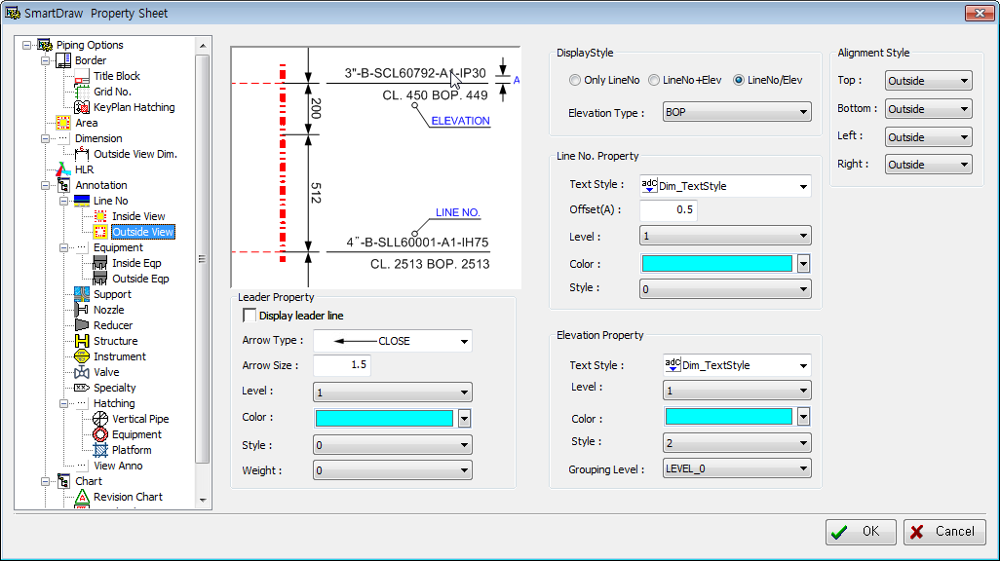 SmartDraw Property Sheet
Piping Options
Border
Title Block
Grid No.
KeyPlan Hatching
Area
Dimension
Outside View Dim.
HLR
Annotation
Line No
Inside View
Outside View
Equipment
Inside Eqp
Outside Eqp
Support
Nozzle
Reducer
Structure
Instrument
Valve
Specialty
Hatching
Vertical Pipe
Equipment
Platform
View Anno
Chart
Revision Chart
3"-B-SCL60792-A1-IP30
A
CL. 450 BOP. 449
200
ELEVATION
512
LINE NO.
4"-B-SLL60001-A1-IH75
CL. 2513 BOP. 2513
Leader Property
Display leader line
Arrow Type : CLOSE
Arrow Size : 1.5
Level : 1
Color :
Style : 0
Weight : 0
DisplayStyle
Only LineNo LineNo+Elev LineNo/Elev
Elevation Type : BOP
Line No. Property
Text Style : adc Dim_TextStyle
Offset(A) : 0.5
Level : 1
Color :
Style : 0
Elevation Property
Text Style : adc Dim_TextStyle
Level : 1
Color :
Style : 2
Grouping Level : LEVEL_0
Alignment Style
Top : Outside
Bottom : Outside
Left : Outside
Right : Outside
OK Cancel